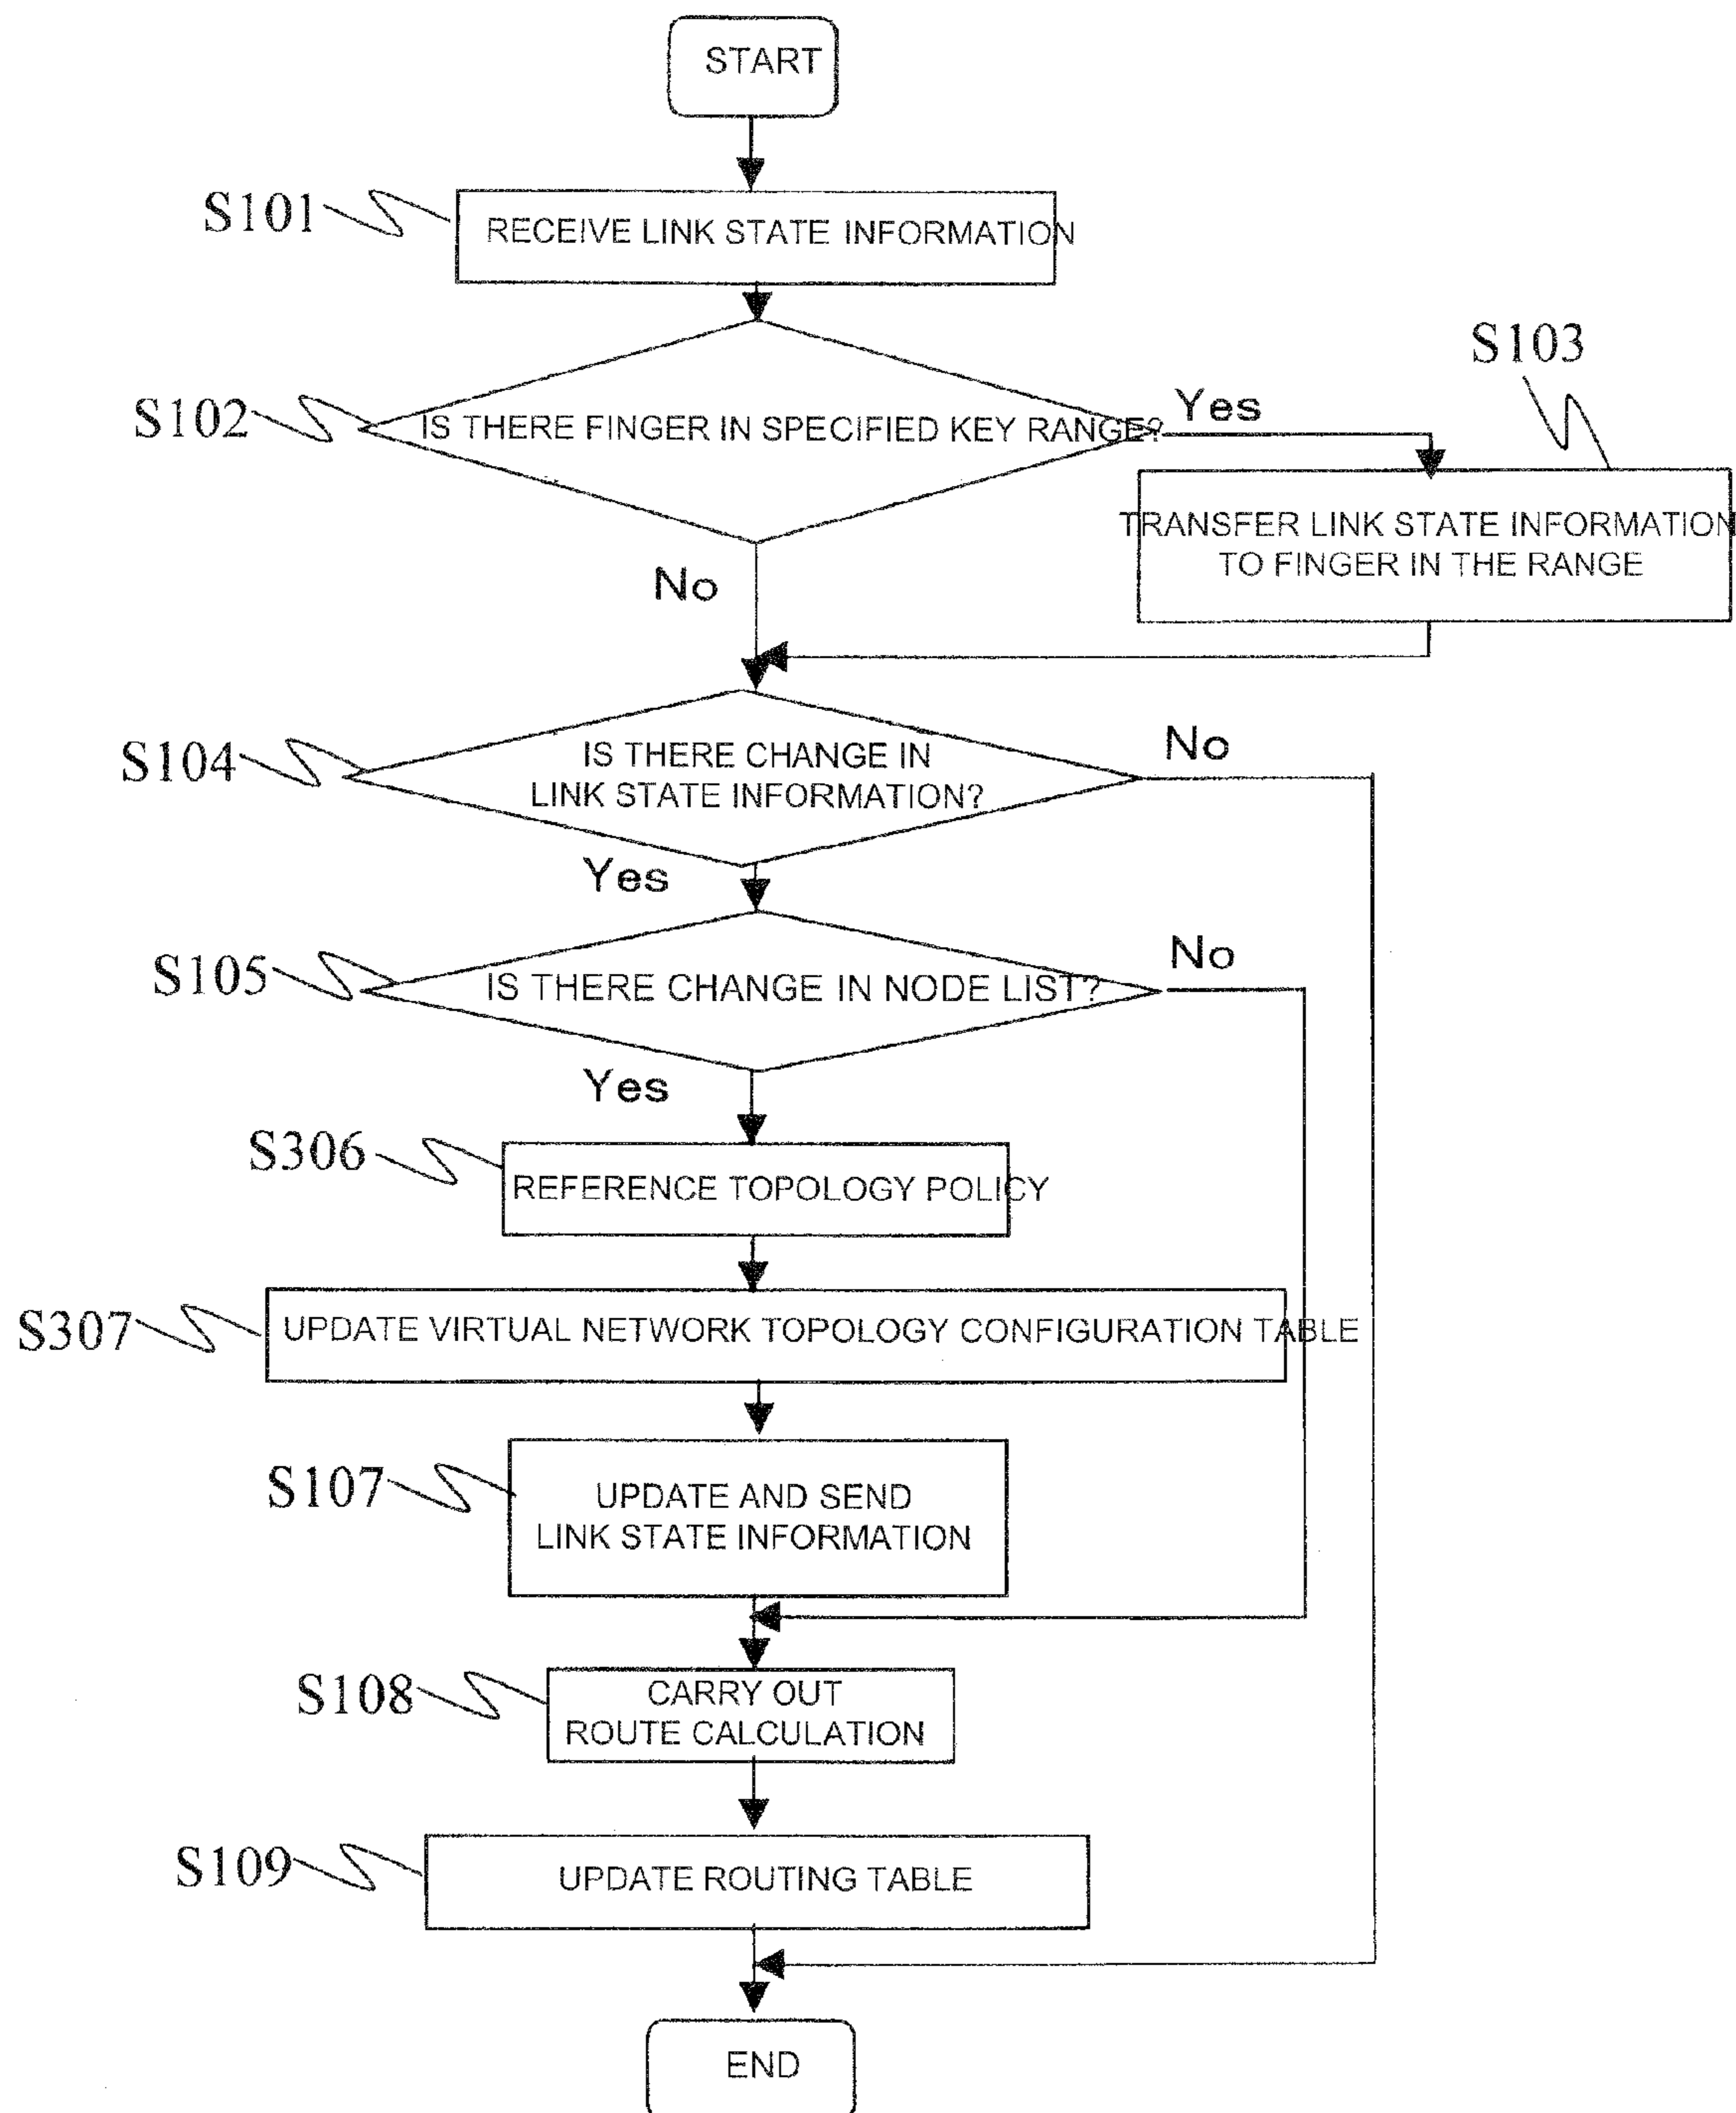 START
S101
RECEIVE LINK STATE INFORMATION
S102
IS THERE FINGER IN SPECIFIED KEY RANGE?
Yes
S103
TRANSFER LINK STATE INFORMATION
TO FINGER IN THE RANGE
No
S104
IS THERE CHANGE IN
LINK STATE INFORMATION?
No
Yes
S105
IS THERE CHANGE IN NODE LIST?
No
Yes
S306
REFERENCE TOPOLOGY POLICY
S307
UPDATE VIRTUAL NETWORK TOPOLOGY CONFIGURATION TABLE
S107
UPDATE AND SEND
LINK STATE INFORMATION
S108
CARRY OUT
ROUTE CALCULATION
S109
UPDATE ROUTING TABLE
END